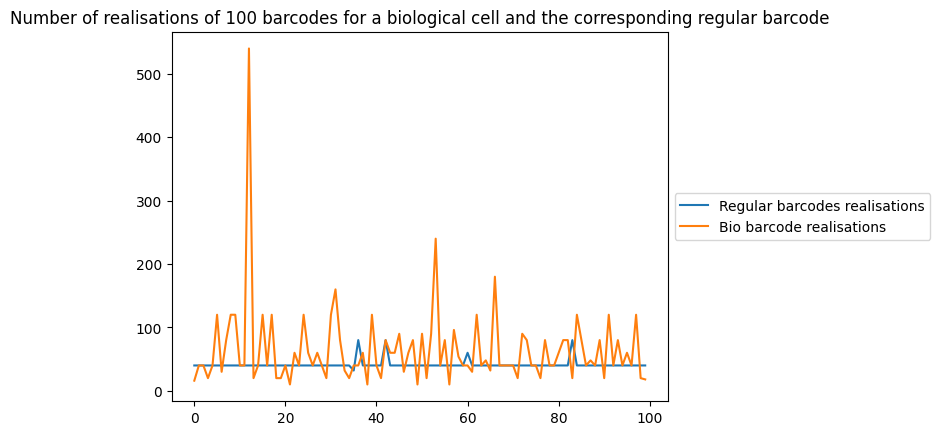 Number of realisations of 100 barcodes for a biological cell and the corresponding regular barcode
500
400
300
200
100
0
0 20 40 60 80 100
Regular barcodes realisations
Bio barcode realisations